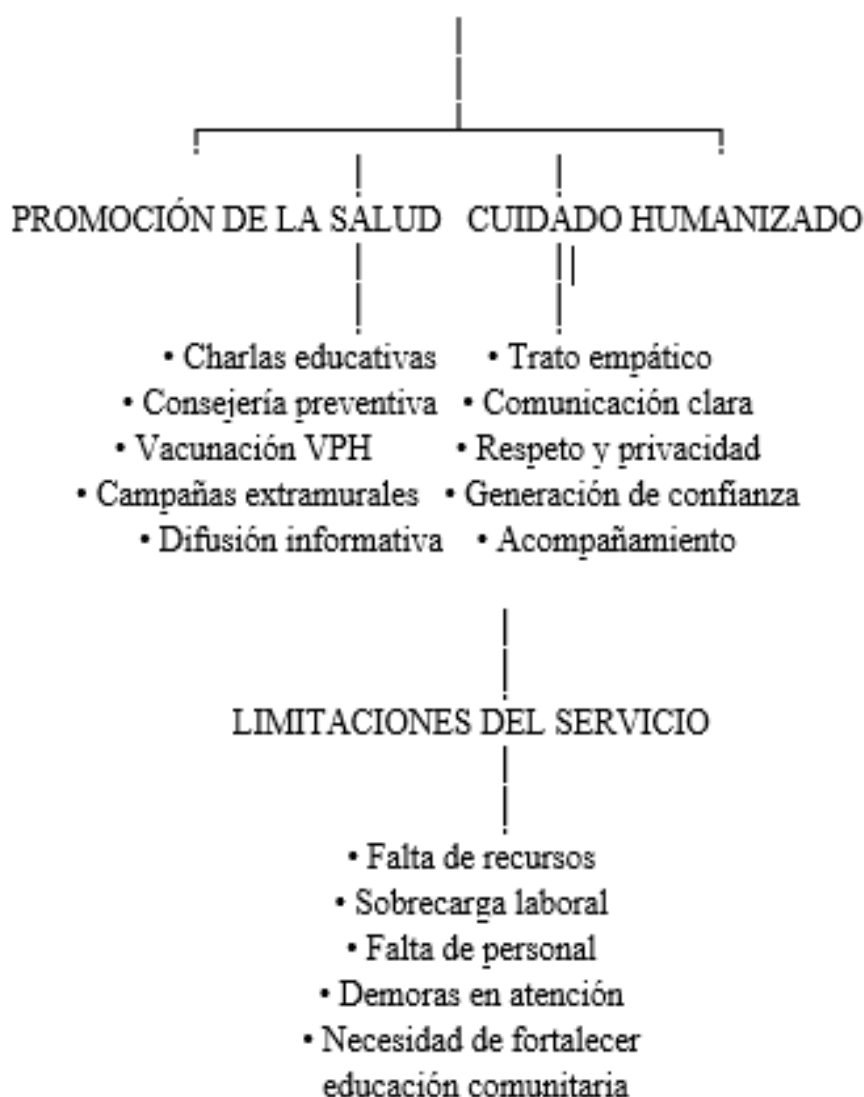 PROMOCIÓN DE LA SALUD CUIDADO HUMANIZADO
• Charlas educativas • Trato empático
• Consejería preventiva • Comunicación clara
• Vacunación VPH • Respeto y privacidad
• Campañas extramurales • Generación de confianza
• Difusión informativa • Acompañamiento
LIMITACIONES DEL SERVICIO
• Falta de recursos
• Sobrecarga laboral
• Falta de personal
• Demoras en atención
• Necesidad de fortalecer
educación comunitaria